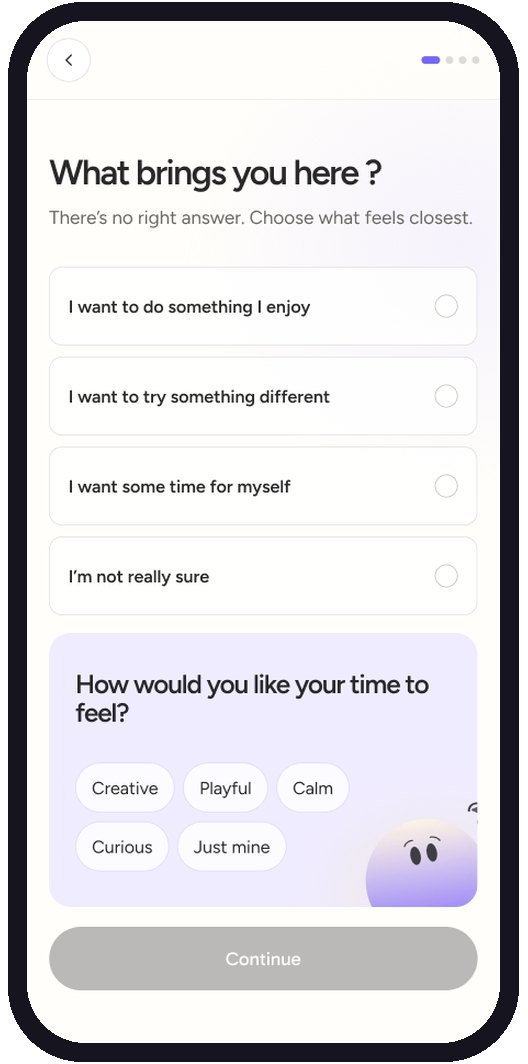 What brings you here ?
There’s no right answer. Choose what feels closest.
I want to do something I enjoy
I want to try something different
I want some time for myself
I’m not really sure
How would you like your time to
feel?
Creative Playful Calm
Curious Just mine
Continue